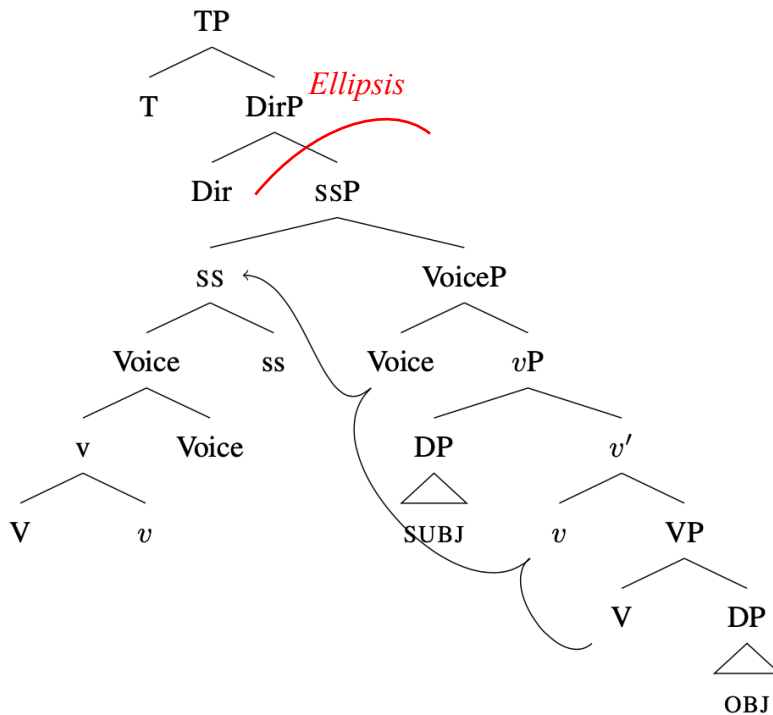 TP
Ellipsis
T DirP
Dir SSP
SS VoiceP
Voice ss Voice vP
v Voice DP v′
V v SUBJ v VP
V DP
OBJ